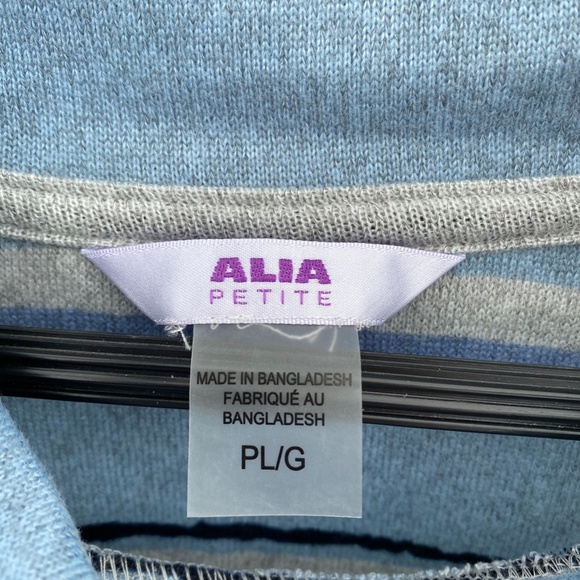 ALIA
PETITE
MADE IN BANGLADESH
FABRIQUÉ AU
BANGLADESH
PL/G